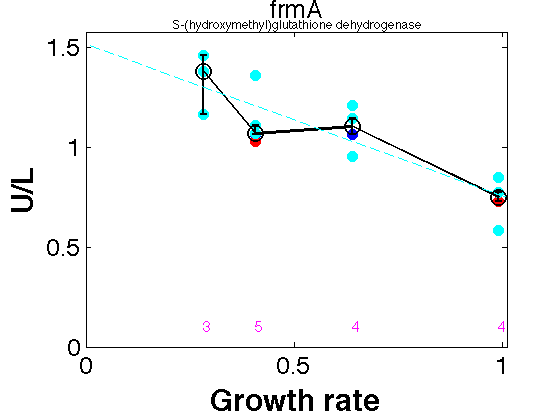 frmA
S-(hydroxymethyl)glutathione dehydrogenase
1.5
1
0.5
0
U/L
3
5
4
4
0
0.5
1
Growth rate